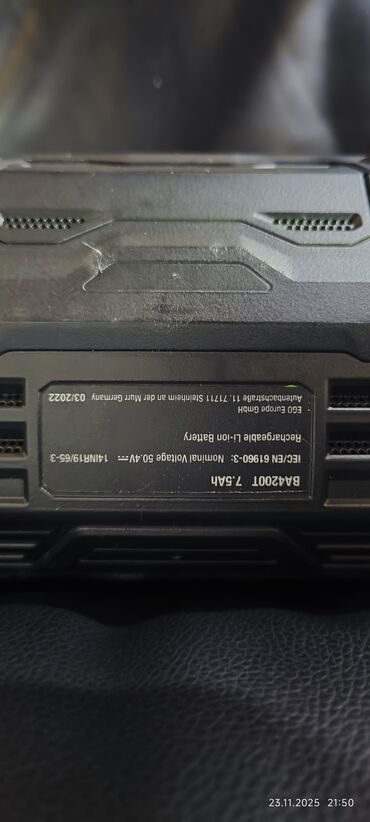 BA4200T 7.5Ah
IEC/EN 61960-3: Nominal Voltage 50.4V⎓ 14INR19/65-3
Rechargeable Li-ion Battery
EGO Europe GmbH
Autenbachstraße 11, 71711 Steinheim an der Murr Germany 03/2022
23.11.2025 21:50